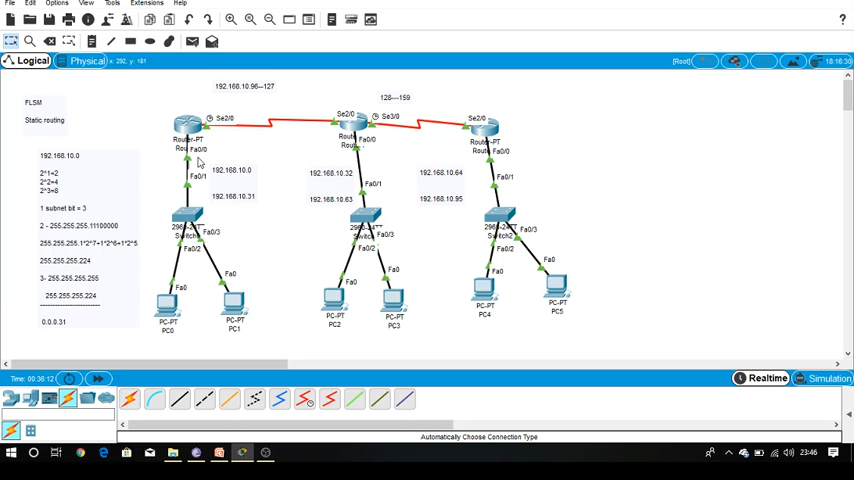 File Edit Options View Tools Extensions Help
?
Logical Physical x: 292, y: 161 [Root] 18:16:30
192.168.10.96--127
FLSM
128---159
Static routing
Se2/0
Se2/0
Se3/0
Se2/0
Router-PT
Fa0/0
Fa0/0
Router-PT
Fa0/0
192.168.10.0
2^1=2
2^2=4
2^3=8
Fa0/1
192.168.10.0
192.168.10.31
192.168.10.32
192.168.10.63
Fa0/1
192.168.10.64
192.168.10.95
Fa0/1
1 subnet bit = 3
2 - 255.255.255.11100000
255.255.255.1*2^7+1*2^6+1*2^5
255.255.255.224
3- 255.255.255.255
255.255.255.224
------------------------
0.0.0.31
Fa0/3
Fa0/2
Fa0/3
Fa0/2
Switch2
Fa0/3
Fa0/2
Fa0
Fa0
Fa0
Fa0
Fa0
Fa0
PC-PT
PC0
PC-PT
PC1
PC-PT
PC2
PC-PT
PC3
PC-PT
PC4
PC-PT
PC5
00:36:12 Realtime Simulation
Automatically Choose Connection Type
23:46